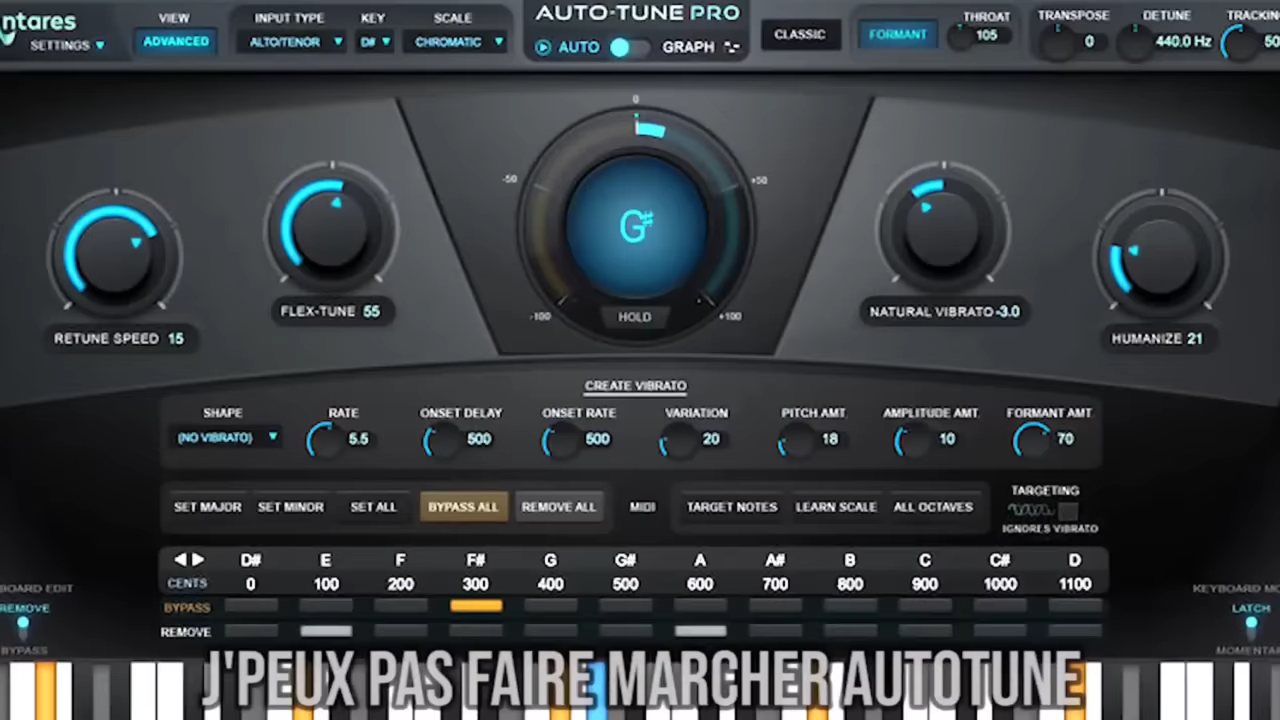 ntares
VIEW
INPUT TYPE
KEY
SCALE
AUTO-TUNE PRO
THROAT
TRANSPOSE
DETUNE
TRACKIN
SETTINGS
ADVANCED
ALTO/TENOR
D#
CHROMATIC
AUTO
GRAPH
CLASSIC
FORMANT
105
0
440.0 Hz
50
0
-50
+50
G#
-100
HOLD
+100
RETUNE SPEED 15
FLEX-TUNE 55
NATURAL VIBRATO -3.0
HUMANIZE 21
CREATE VIBRATO
SHAPE
RATE
ONSET DELAY
ONSET RATE
VARIATION
PITCH AMT
AMPLITUDE AMT
FORMANT AMT
(NO VIBRATO)
5.5
500
500
20
18
10
70
SET MAJOR
SET MINOR
SET ALL
BYPASS ALL
REMOVE ALL
MIDI
TARGET NOTES
LEARN SCALE
ALL OCTAVES
TARGETING
IGNORES VIBRATO
D# E F F# G G# A A# B C C# D
CENTS 0 100 200 300 400 500 600 700 800 900 1000 1100
BYPASS
REMOVE
BOARD EDIT
REMOVE
BYPASS
KEYBOARD MO
LATCH
MOMENTAR
J'PEUX PAS FAIRE MARCHER AUTOTUNE